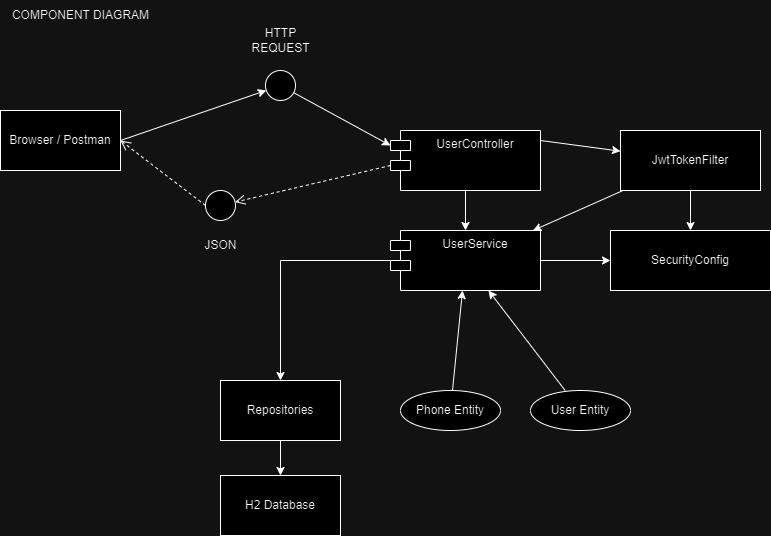 COMPONENT DIAGRAM
HTTP
REQUEST
Browser / Postman
UserController
JwtTokenFilter
JSON
UserService
SecurityConfig
Repositories
Phone Entity
User Entity
H2 Database